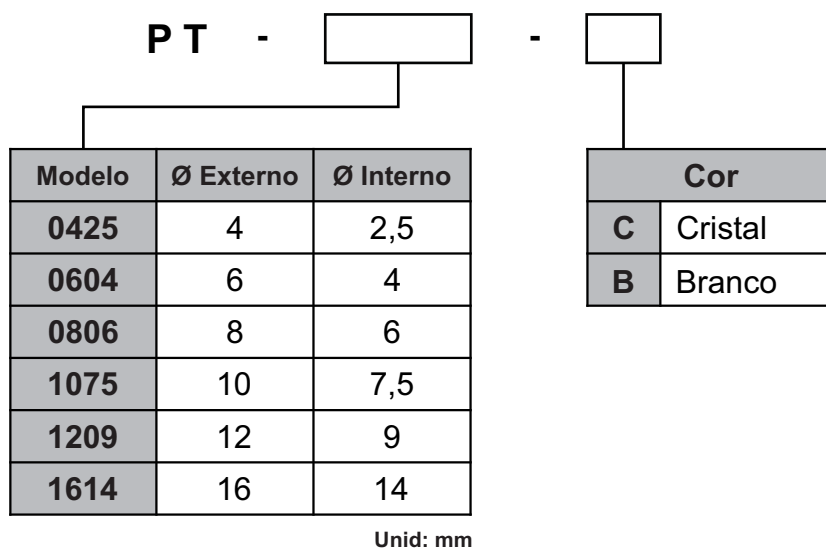 PT - -
Modelo Ø Externo Ø Interno
0425 4 2,5
0604 6 4
0806 8 6
1075 10 7,5
1209 12 9
1614 16 14
Unid: mm
Cor
C Cristal
B Branco